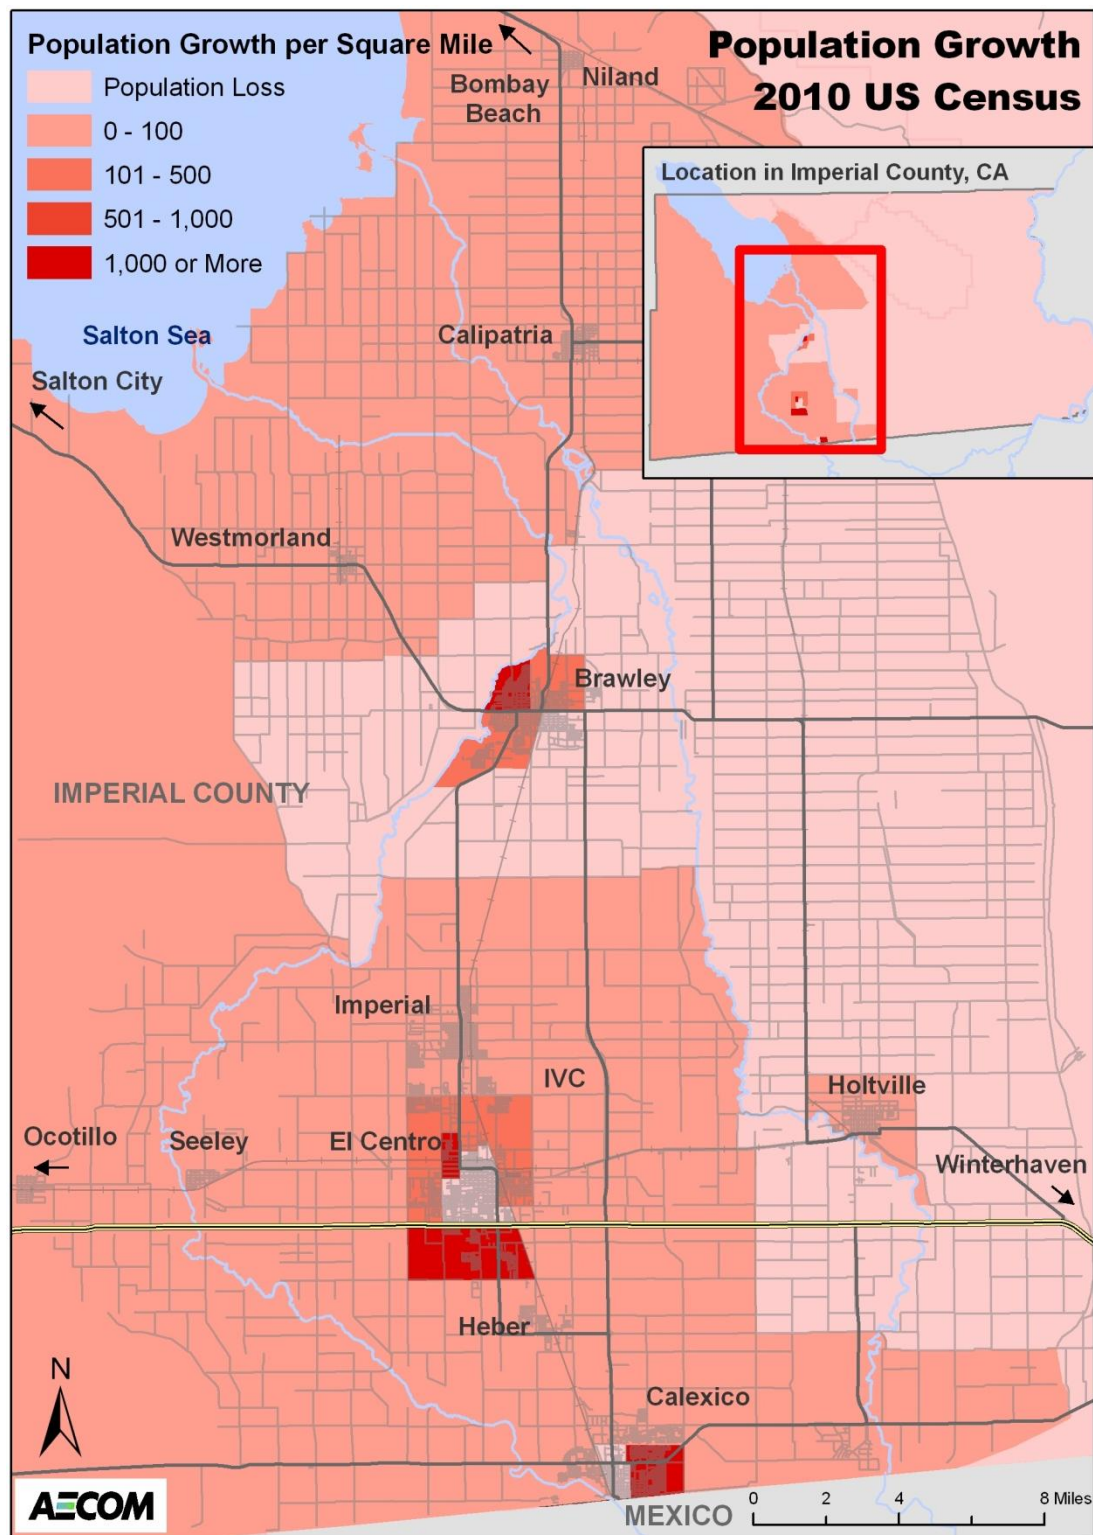 Population Growth per Square Mile
Population Loss
0 - 100
101 - 500
501 - 1,000
1,000 or More
Population Growth
2010 US Census
Location in Imperial County, CA
Bombay
Beach
Niland
Salton Sea
Calipatria
Salton City
Westmorland
Brawley
IMPERIAL COUNTY
Imperial
IVC
Holtville
Ocotillo
Seeley
El Centro
Winterhaven
Heber
N
Calexico
AECOM
MEXICO
0 2 4 8 Miles